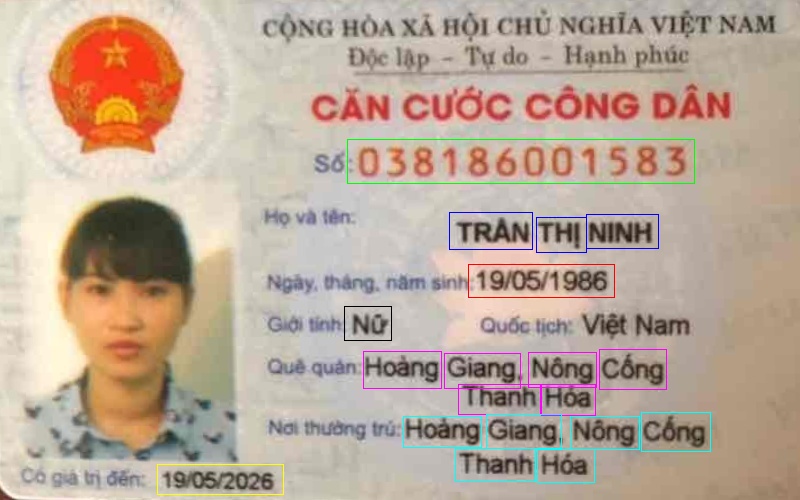 CỘNG HÒA XÃ HỘI CHỦ NGHĨA VIỆT NAM
Độc lập - Tự do - Hạnh phúc
CĂN CƯỚC CÔNG DÂN
Số: 038186001583
Họ và tên:
TRẦN THỊ NINH
Ngày, tháng, năm sinh: 19/05/1986
Giới tính: Nữ Quốc tịch: Việt Nam
Quê quán: Hoàng Giang, Nông Cống
Thanh Hóa
Nơi thường trú: Hoàng Giang, Nông Cống
Thanh Hóa
Có giá trị đến: 19/05/2026